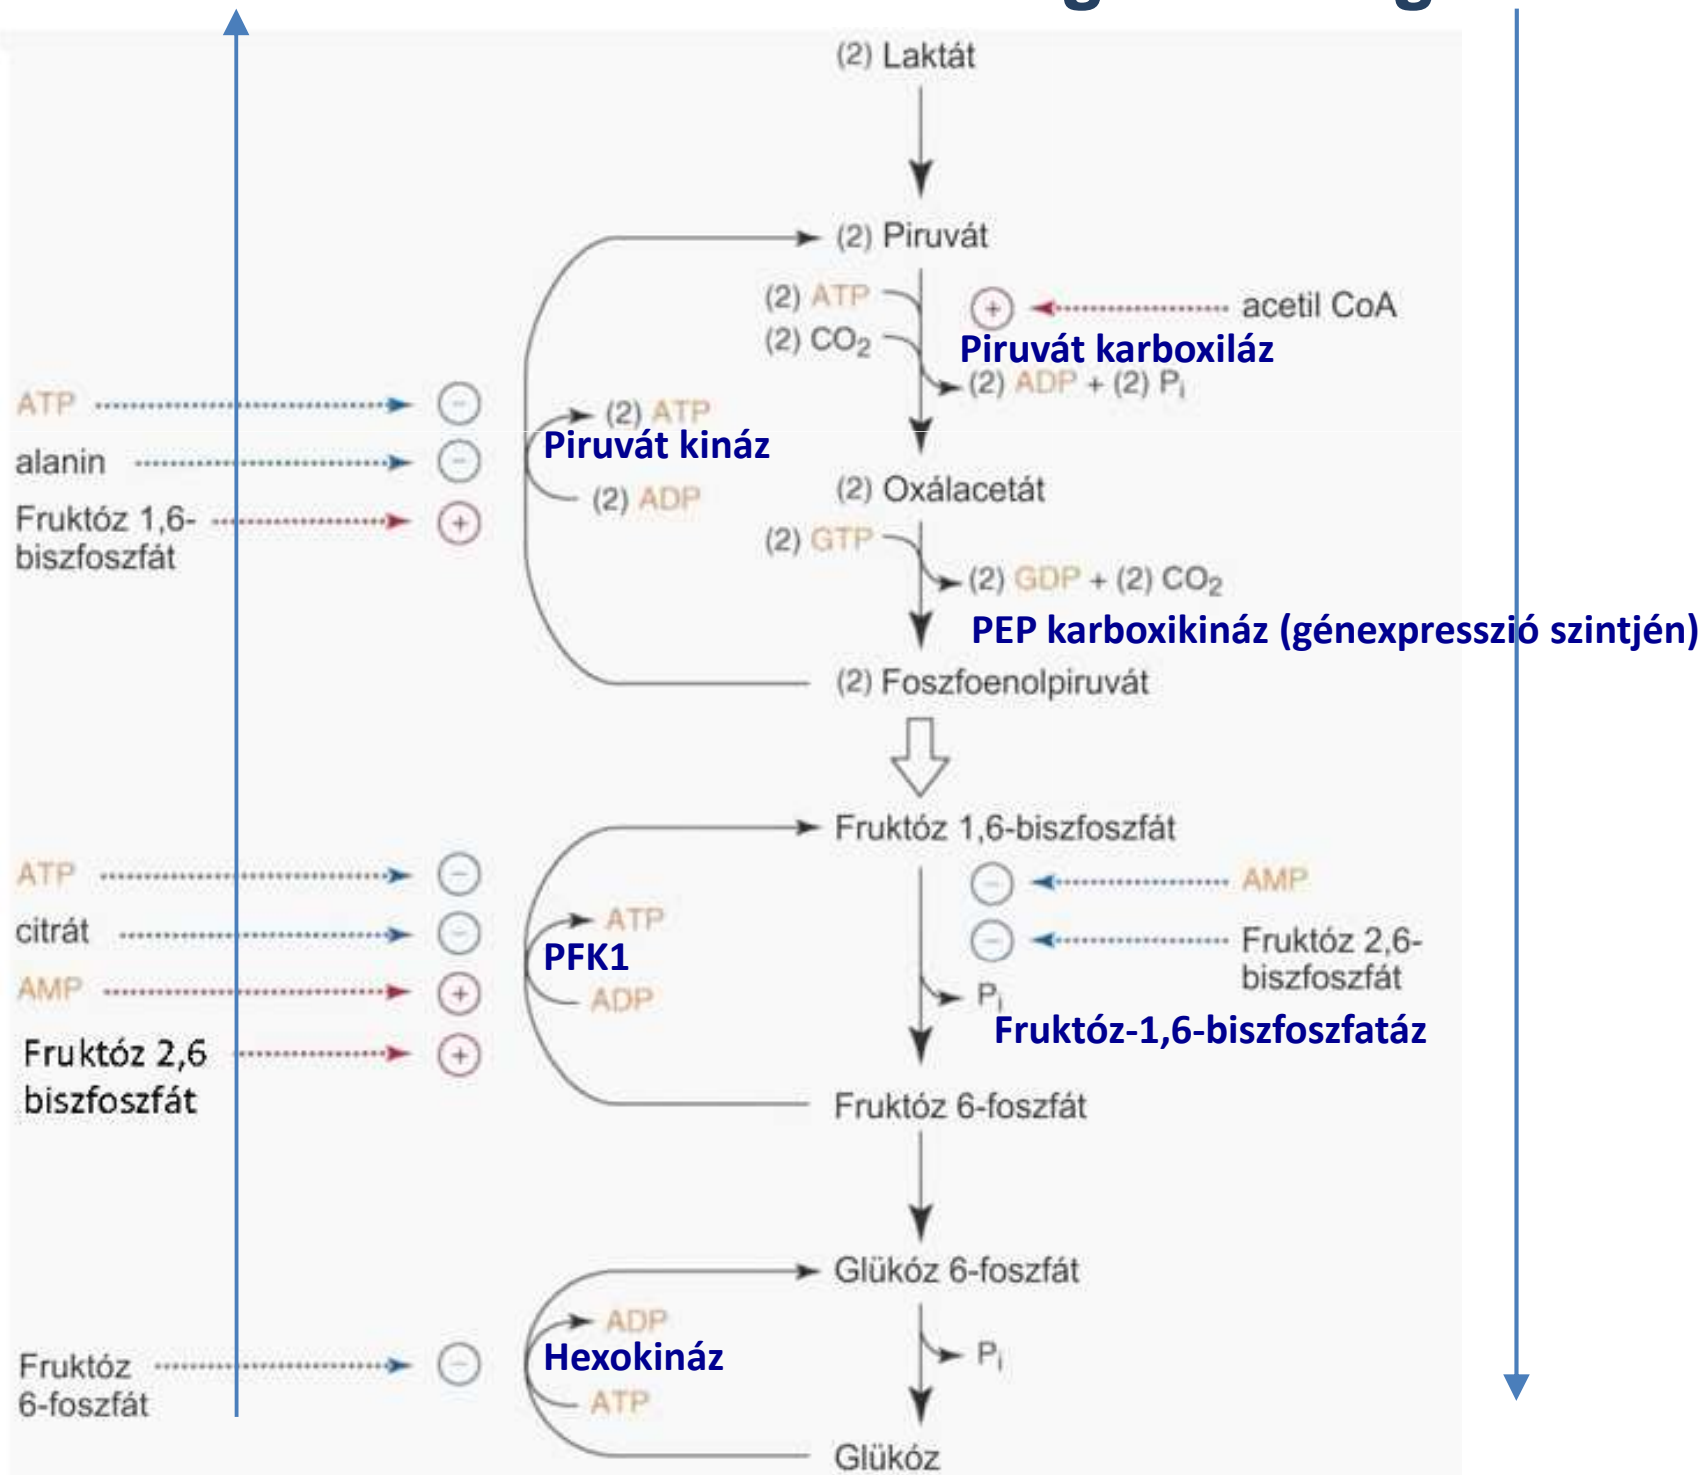 (2) Laktát
(2) Piruvát
(2) ATP
acetil CoA
(2) CO₂
Piruvát karboxiláz
(2) ADP + (2) Pᵢ
ATP
(2) ATP
alanin
Piruvát kináz
(2) Oxálacetát
(2) ADP
Fruktóz 1,6-
biszfoszfát
(2) GTP
(2) GDP + (2) CO₂
PEP karboxikináz (génexpresszió szintjén)
(2) Foszfoenolpiruvát
Fruktóz 1,6-biszfoszfát
ATP
AMP
citrát
ATP
PFK1
Fruktóz 2,6-
biszfoszfát
AMP
ADP
Pᵢ
Fruktóz-1,6-biszfoszfatáz
Fruktóz 2,6
biszfoszfát
Fruktóz 6-foszfát
Glükóz 6-foszfát
ADP
Hexokináz
Pᵢ
Fruktóz
6-foszfát
ATP
Glükóz